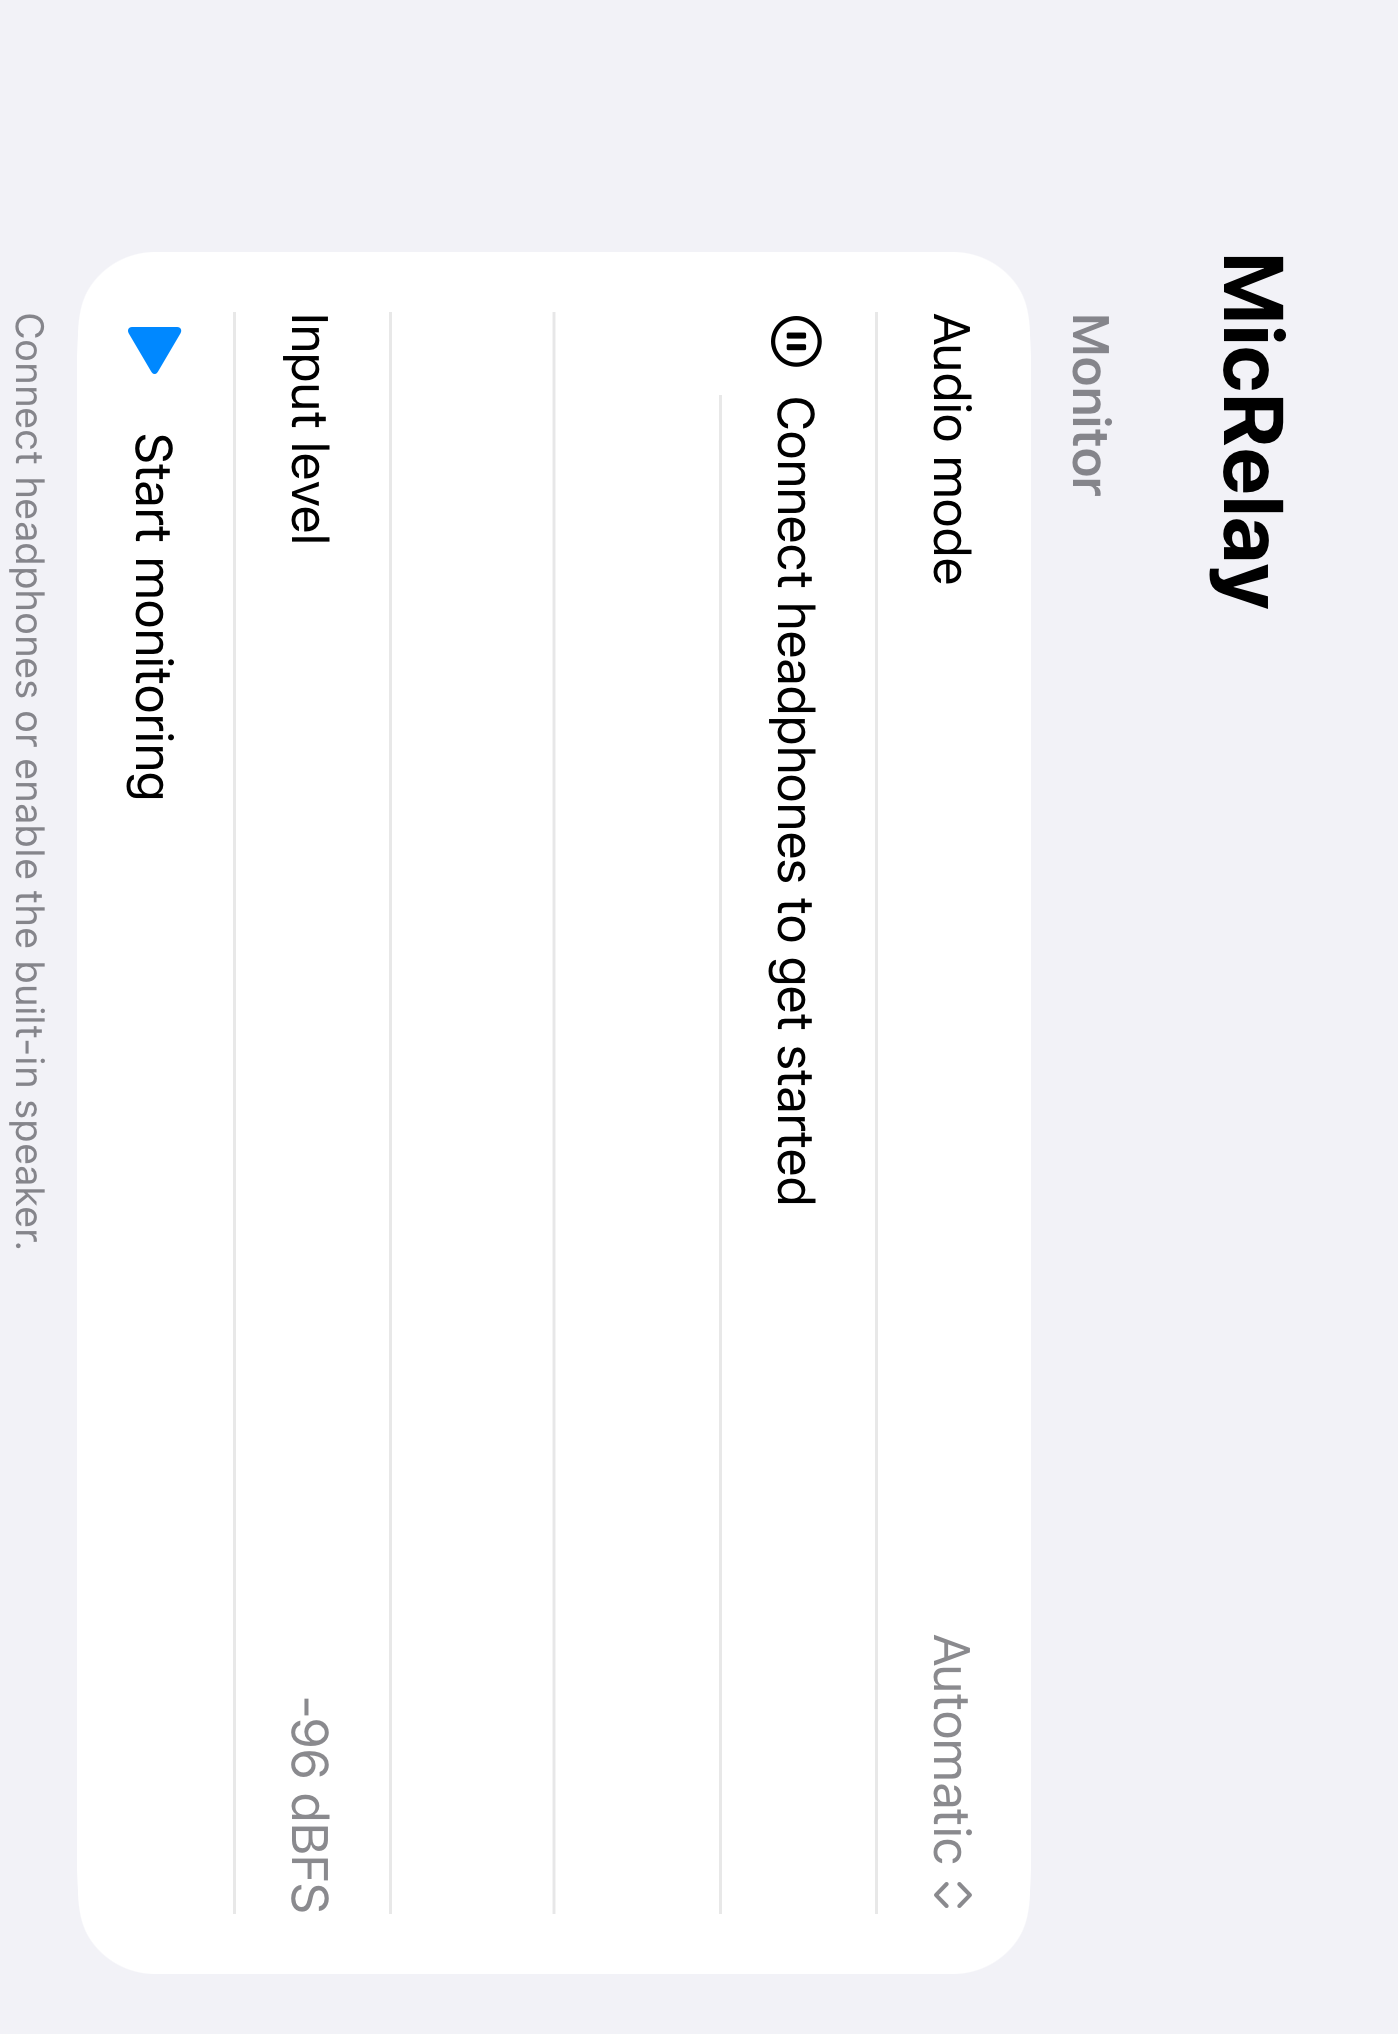 MicRelay
Monitor
Audio mode
Automatic
Connect headphones to get started
Input level
-96 dBFS
Start monitoring
Connect headphones or enable the built-in speaker.